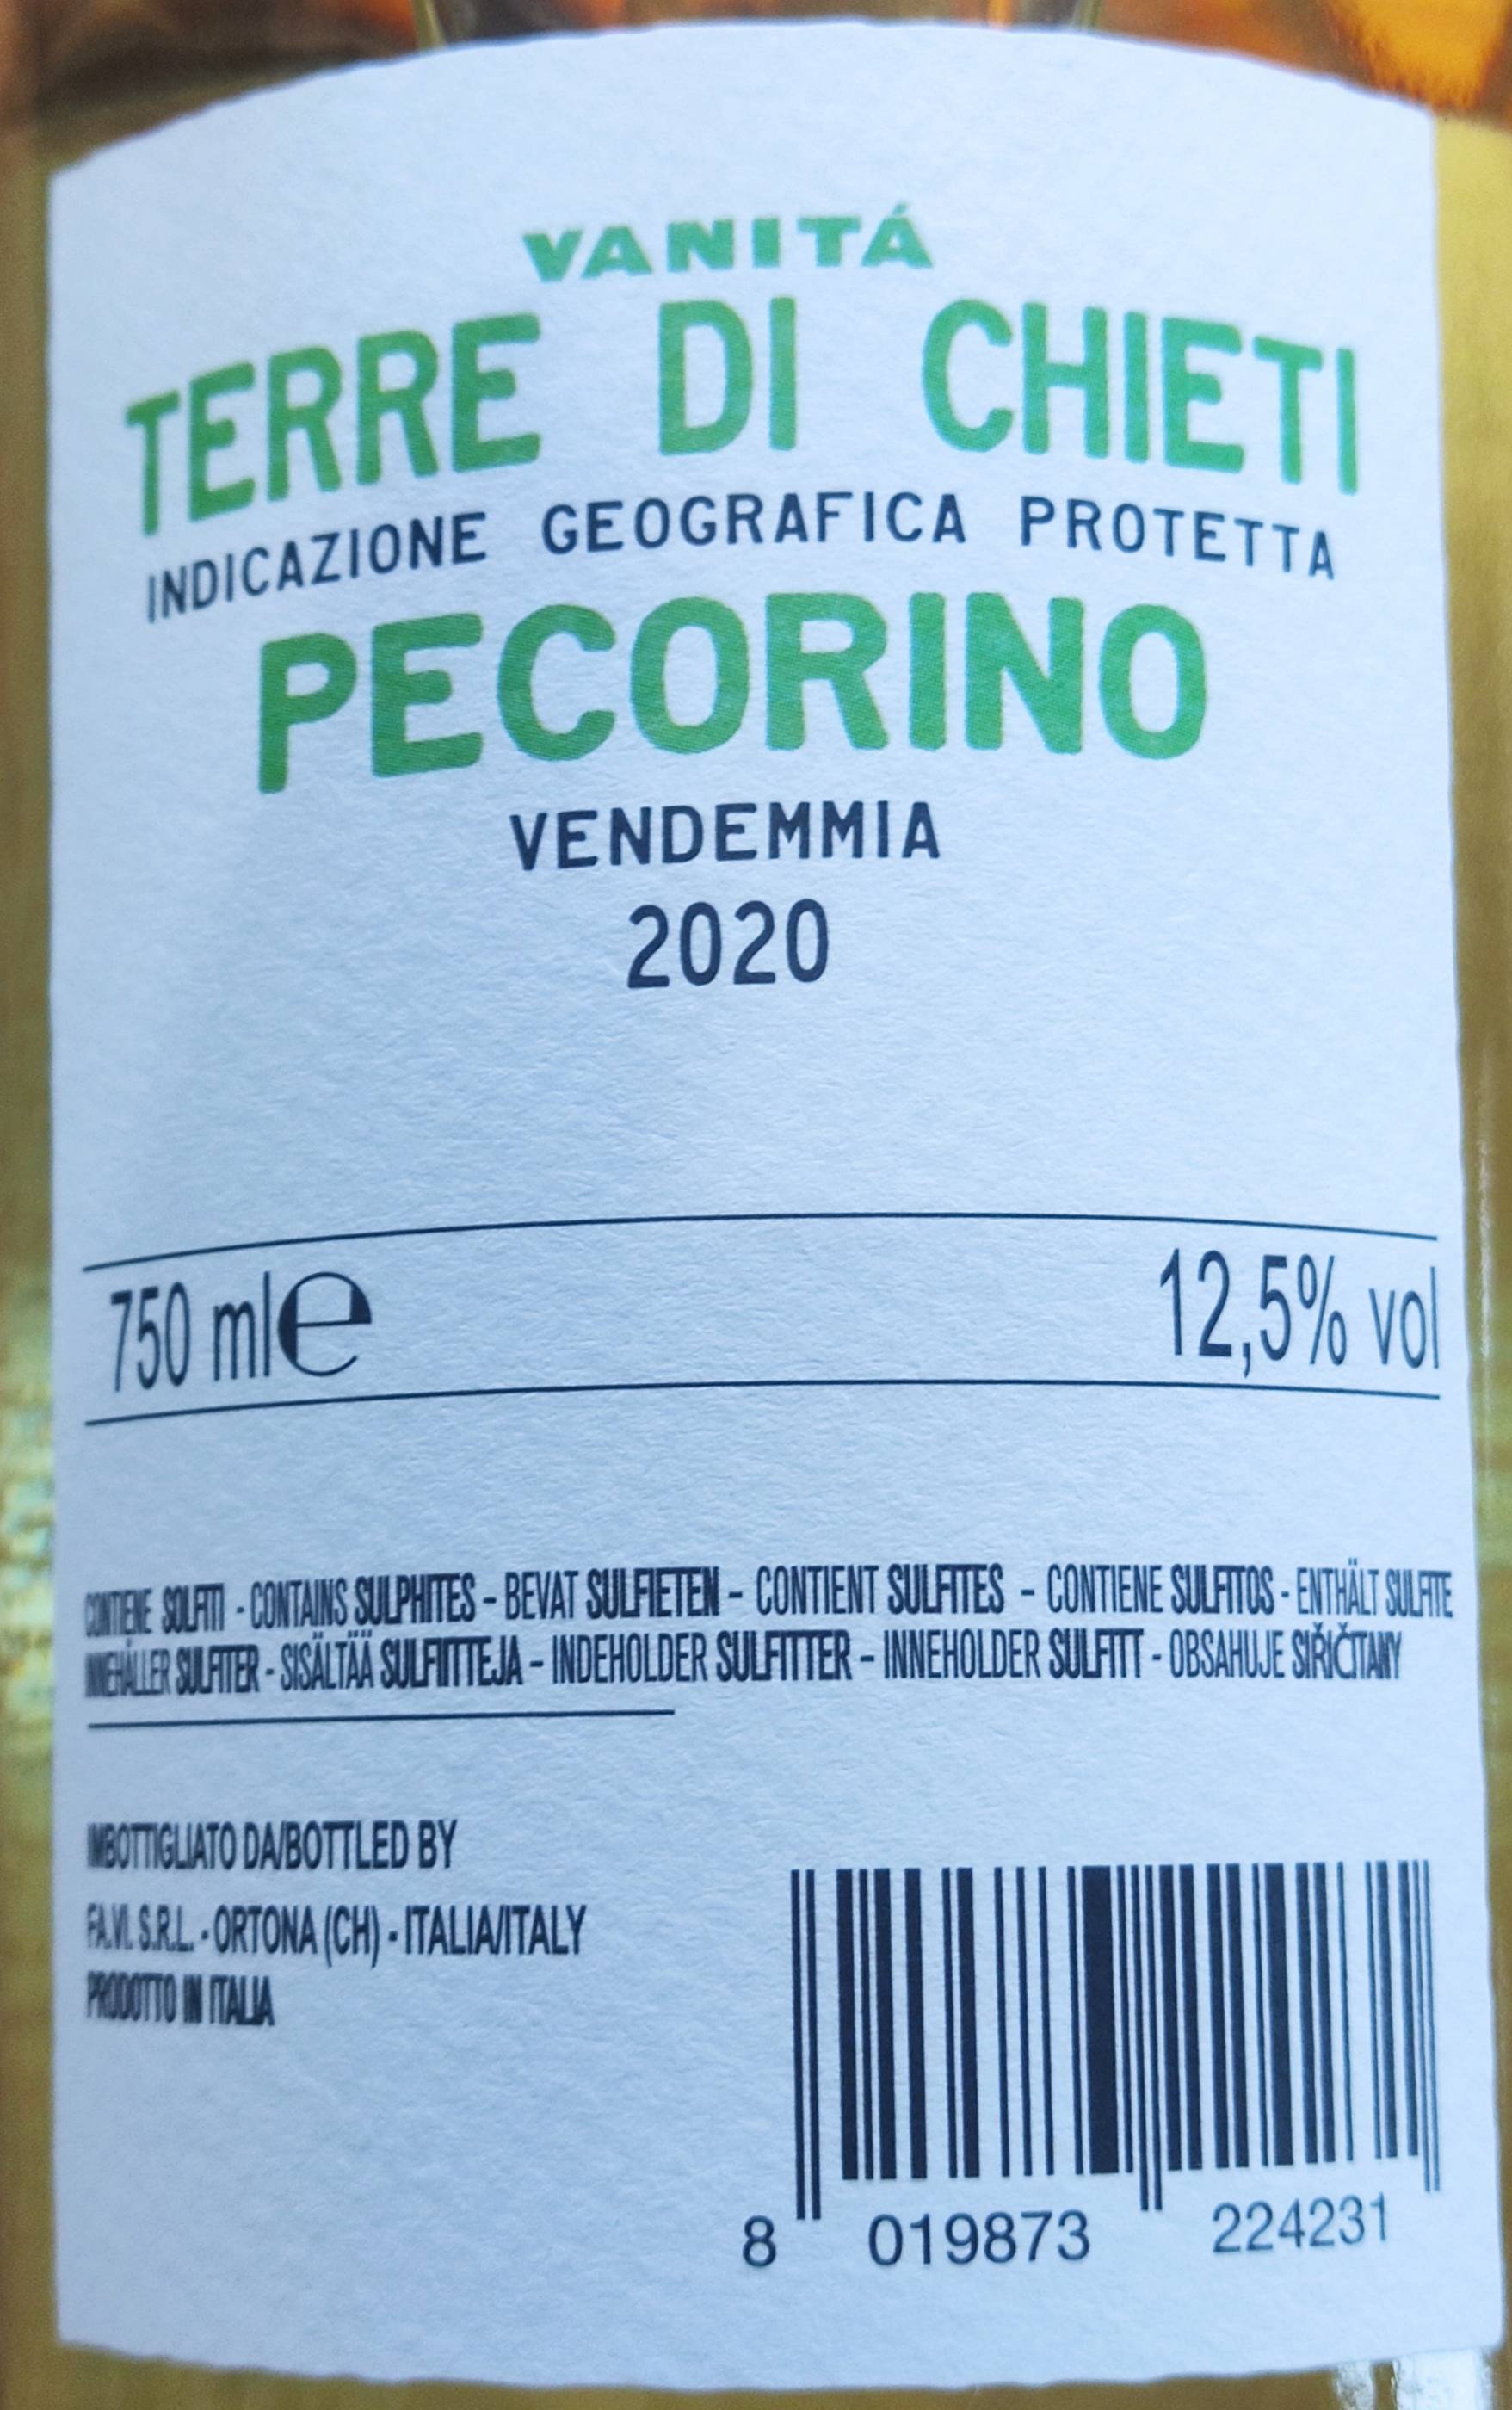 VANITÁ
TERRE DI CHIETI
INDICAZIONE GEOGRAFICA PROTETTA
PECORINO
VENDEMMIA
2020
750 ml e 12,5% vol
CONTIENE SOLFITI - CONTAINS SULPHITES - BEVAT SULFIETEN - CONTIENT SULFITES - CONTIENE SULFITOS - ENTHÄLT SULFITE
INNEHÅLLER SULFITER - SISÄLTÄÄ SULFIITTEJA - INDEHOLDER SULFITTER - INNEHOLDER SULFITT - OBSAHUJE SIŘIČITANY
IMBOTTIGLIATO DA/BOTTLED BY
FA.VI. S.R.L. - ORTONA (CH) - ITALIA/ITALY
PRODOTTO IN ITALIA
8 019873 224231